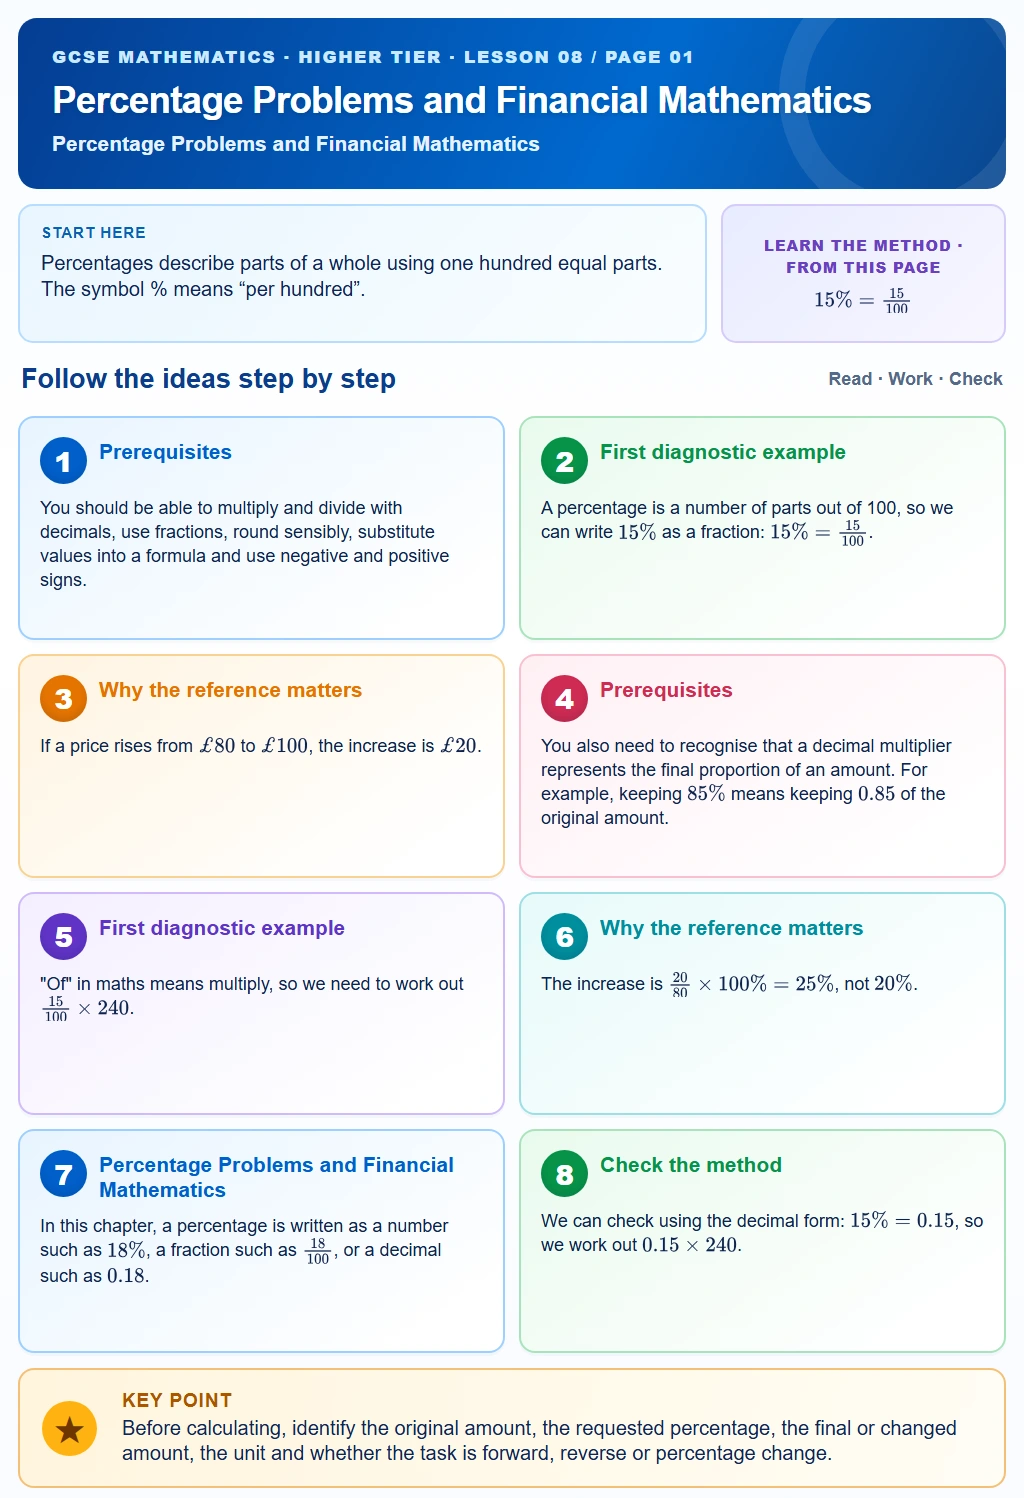 GCSE MATHEMATICS · HIGHER TIER · LESSON 08 / PAGE 01
Percentage Problems and Financial Mathematics
Percentage Problems and Financial Mathematics
START HERE
Percentages describe parts of a whole using one hundred equal parts.
The symbol % means “per hundred”.
LEARN THE METHOD ·
FROM THIS PAGE
15% = 15/100
Follow the ideas step by step
Read · Work · Check
1 Prerequisites
You should be able to multiply and divide with
decimals, use fractions, round sensibly, substitute
values into a formula and use negative and positive
signs.
2 First diagnostic example
A percentage is a number of parts out of 100, so we
can write 15% as a fraction: 15% = 15/100.
3 Why the reference matters
If a price rises from £80 to £100, the increase is £20.
4 Prerequisites
You also need to recognise that a decimal multiplier
represents the final proportion of an amount. For
example, keeping 85% means keeping 0.85 of the
original amount.
5 First diagnostic example
"Of" in maths means multiply, so we need to work out
15/100 × 240.
6 Why the reference matters
The increase is 20/80 × 100% = 25%, not 20%.
7 Percentage Problems and Financial
Mathematics
In this chapter, a percentage is written as a number
such as 18%, a fraction such as 18/100, or a decimal
such as 0.18.
8 Check the method
We can check using the decimal form: 15% = 0.15, so
we work out 0.15 × 240.
KEY POINT
Before calculating, identify the original amount, the requested percentage, the final or changed
amount, the unit and whether the task is forward, reverse or percentage change.